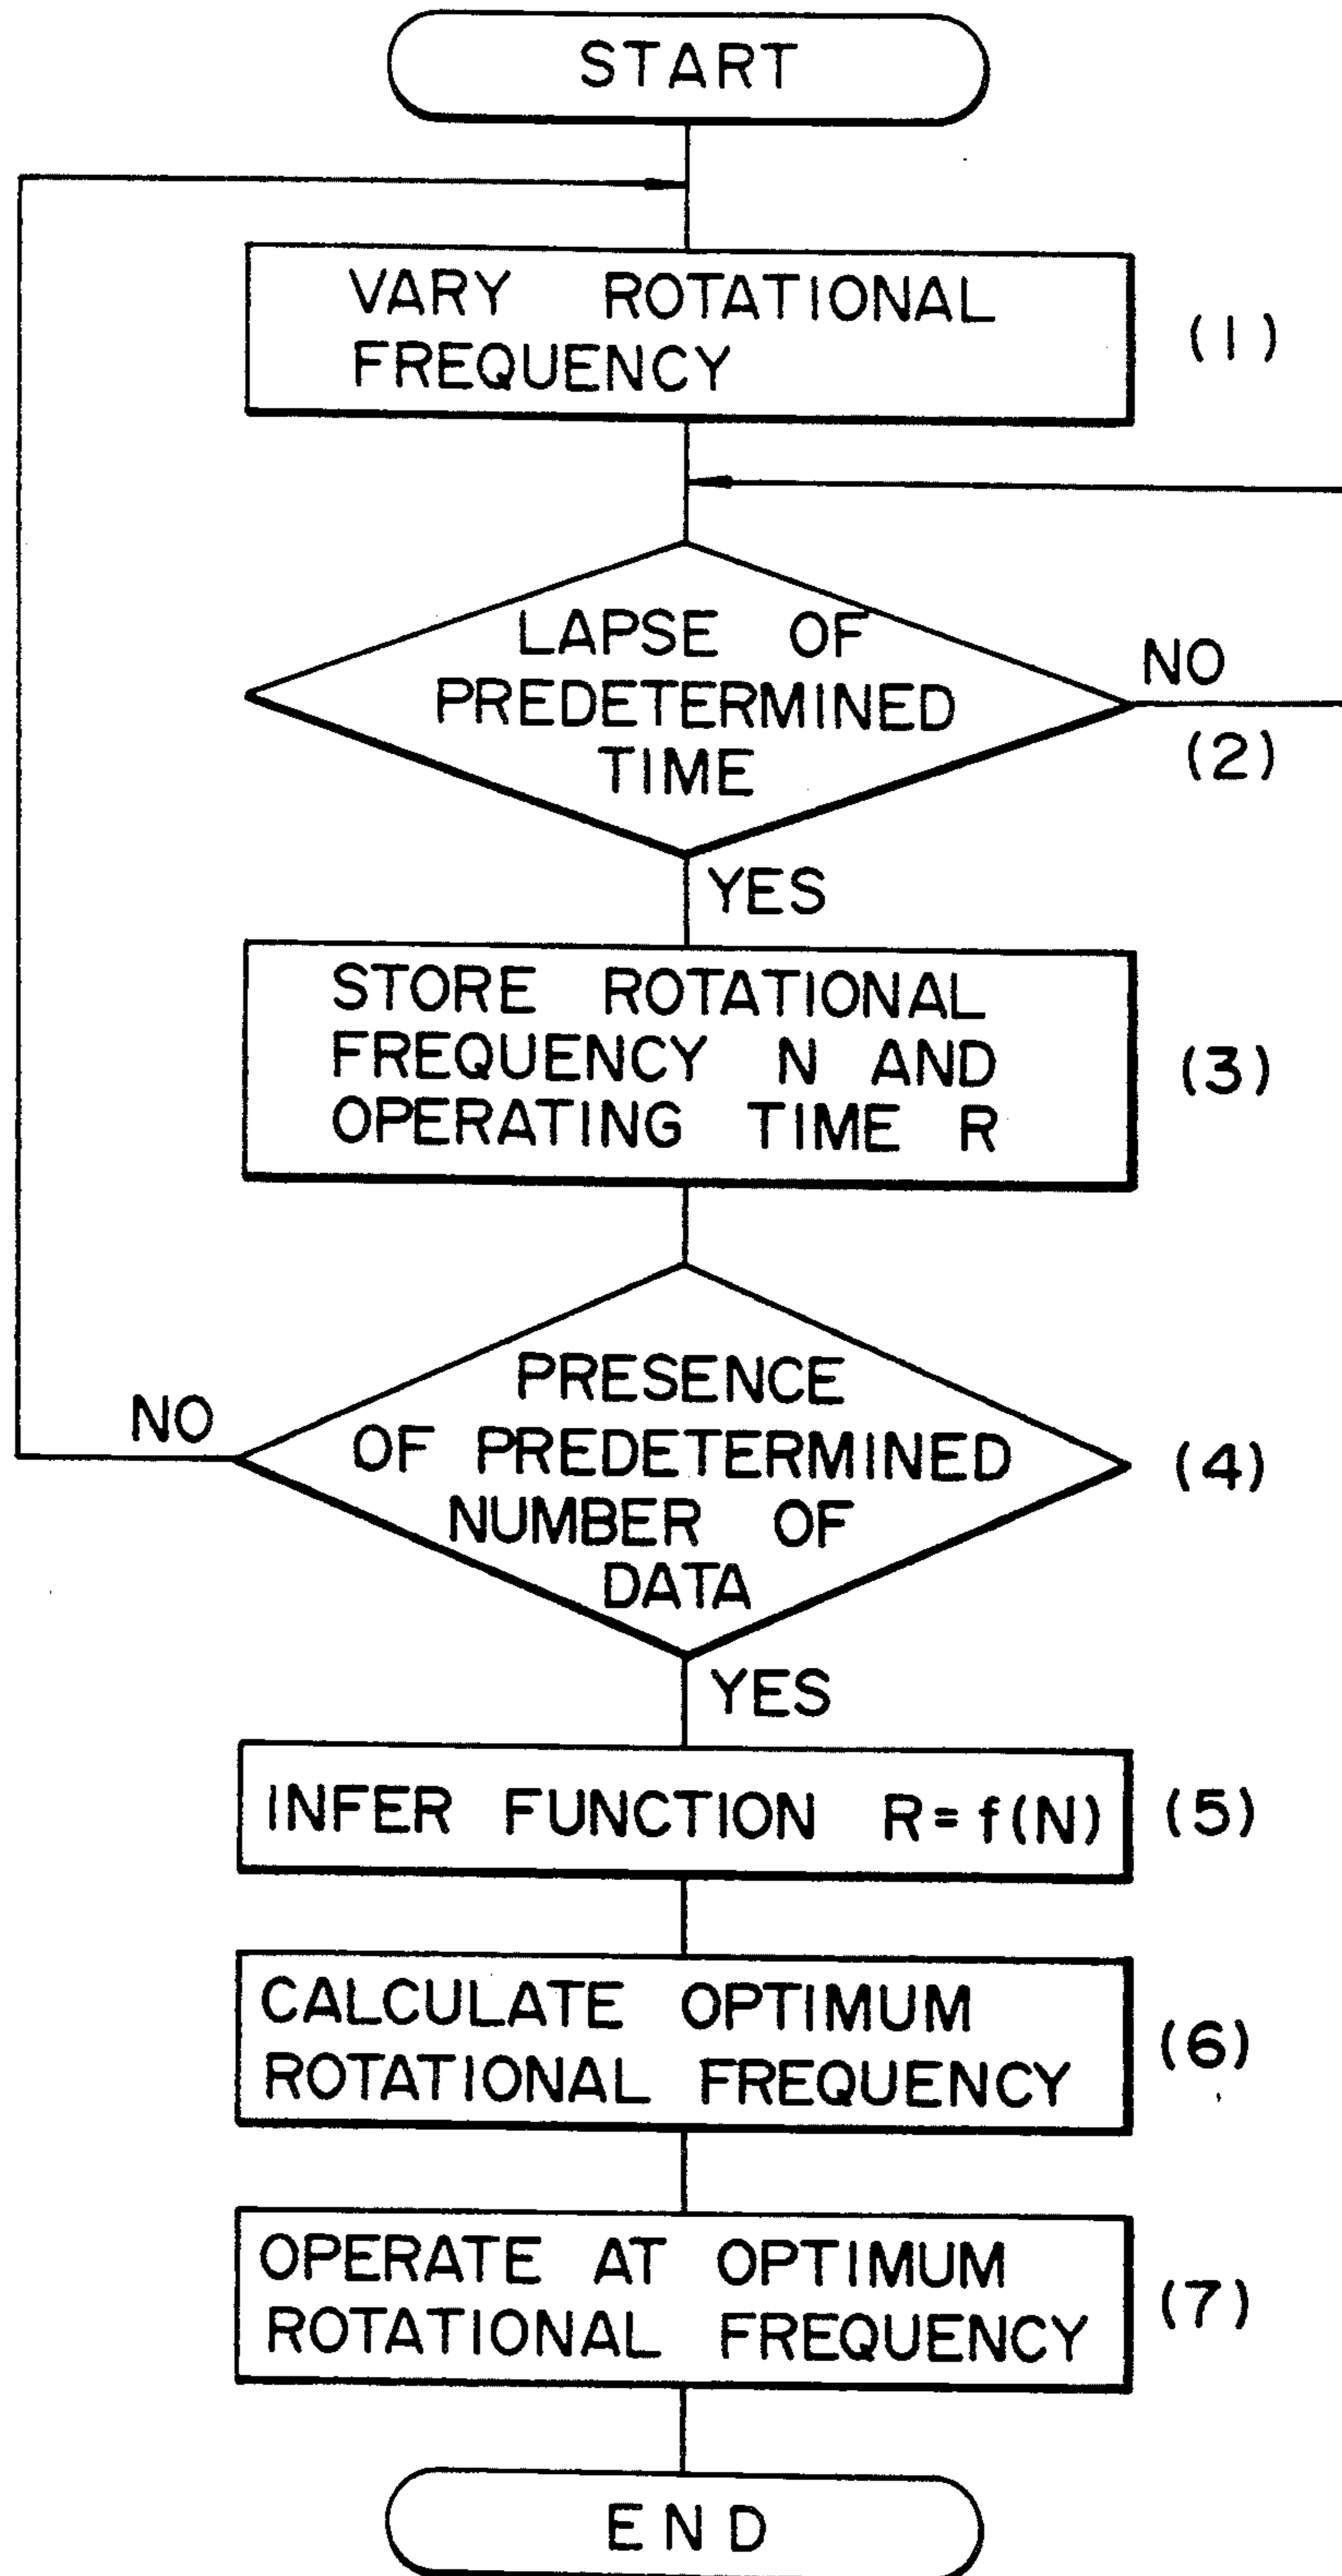 START
VARY ROTATIONAL
FREQUENCY
(1)
LAPSE OF
PREDETERMINED
TIME
NO
(2)
YES
STORE ROTATIONAL
FREQUENCY N AND
OPERATING TIME R
(3)
PRESENCE
OF PREDETERMINED
NUMBER OF
DATA
NO
(4)
YES
INFER FUNCTION R=f(N)
(5)
CALCULATE OPTIMUM
ROTATIONAL FREQUENCY
(6)
OPERATE AT OPTIMUM
ROTATIONAL FREQUENCY
(7)
END